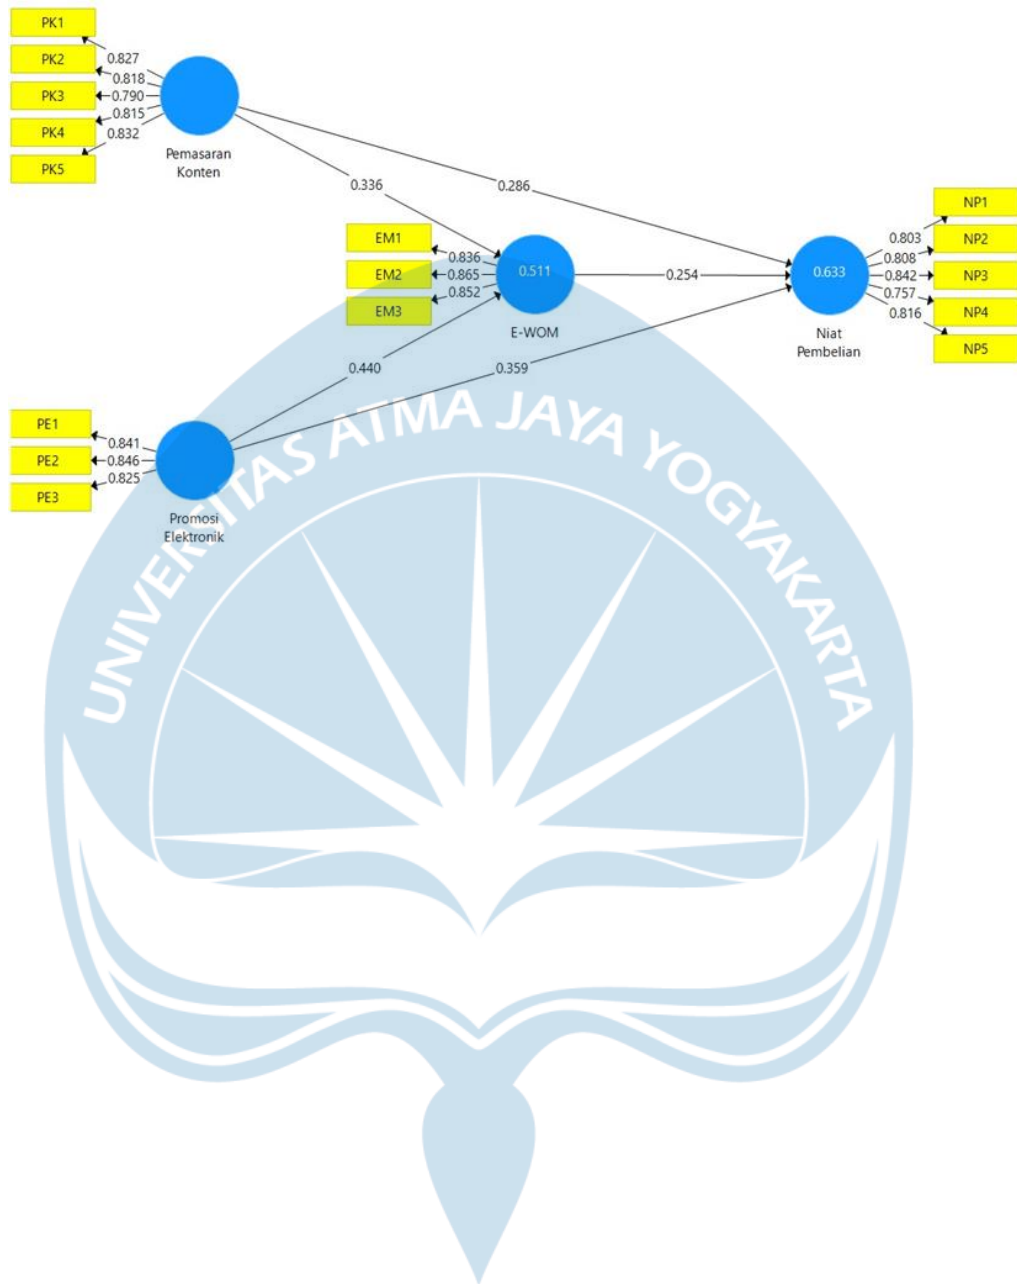 PK1
PK2
PK3
PK4
PK5
0.827
0.818
0.790
0.815
0.832
Pemasaran
Konten
0.336
0.286
EM1
EM2
EM3
0.836
0.865
0.852
0.511
E-WOM
0.254
0.633
Niat
Pembelian
0.803
0.808
0.842
0.757
0.816
NP1
NP2
NP3
NP4
NP5
0.440
0.359
PE1
PE2
PE3
0.841
0.846
0.825
Promosi
Elektronik
UNIVERSITAS ATMA JAYA YOGYAKARTA